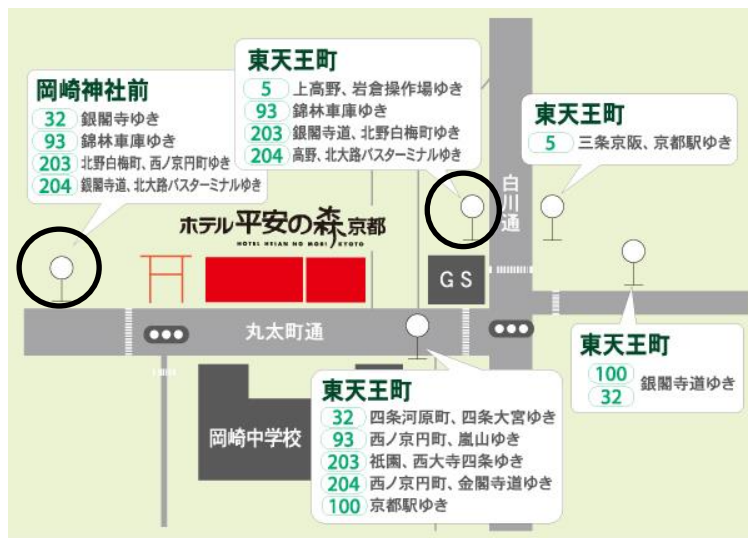 岡崎神社前
32 銀閣寺ゆき
93 錦林車庫ゆき
203 北野白梅町、西ノ京円町ゆき
204 銀閣寺道、北大路バスターミナルゆき
東天王町
5 上高野、岩倉操作場ゆき
93 錦林車庫ゆき
203 銀閣寺道、北野白梅町ゆき
204 高野、北大路バスターミナルゆき
東天王町
5 三条京阪、京都駅ゆき
白川通
ホテル平安の森京都
HOTEL HEIAN NO MORI KYOTO
GS
丸太町通
岡崎中学校
東天王町
32 四条河原町、四条大宮ゆき
93 西ノ京円町、嵐山ゆき
203 祇園、西大寺四条ゆき
204 西ノ京円町、金閣寺道ゆき
100 京都駅ゆき
東天王町
100
32
銀閣寺道ゆき